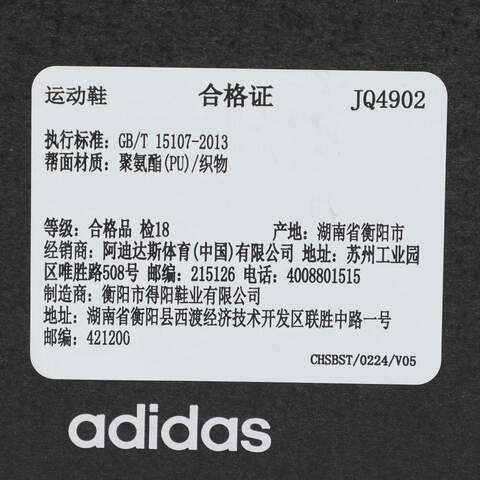 运动鞋 合格证 JQ4902
执行标准: GB/T 15107-2013
帮面材质: 聚氨酯(PU)/织物
等级: 合格品 检18 产地: 湖南省衡阳市
经销商: 阿迪达斯体育(中国)有限公司 地址: 苏州工业园
区唯胜路508号 邮编: 215126 电话: 4008801515
制造商: 衡阳市得阳鞋业有限公司
地址: 湖南省衡阳县西渡经济技术开发区联胜中路一号
邮编: 421200
CHSBST/0224/V05
adidas